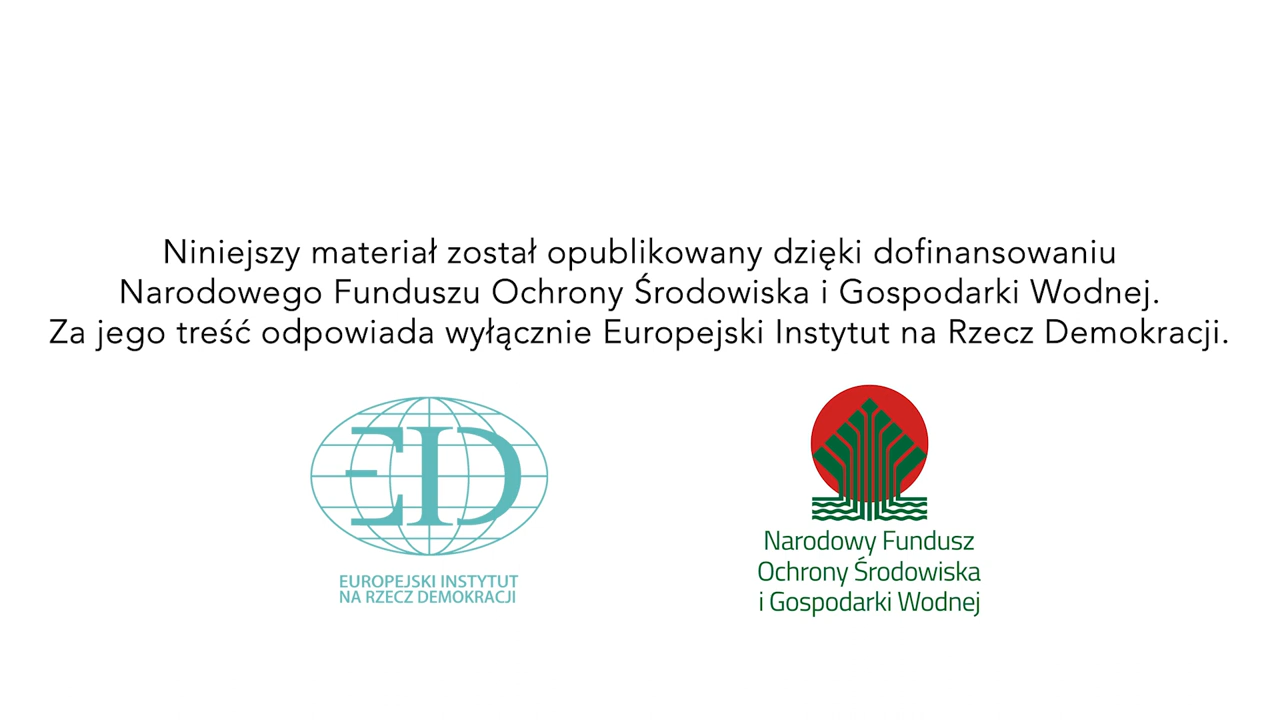 Niniejszy materiał został opublikowany dzięki dofinansowaniu
Narodowego Funduszu Ochrony Środowiska i Gospodarki Wodnej.
Za jego treść odpowiada wyłącznie Europejski Instytut na Rzecz Demokracji.
EID
EUROPEJSKI INSTYTUT
NA RZECZ DEMOKRACJI
Narodowy Fundusz
Ochrony Środowiska
i Gospodarki Wodnej